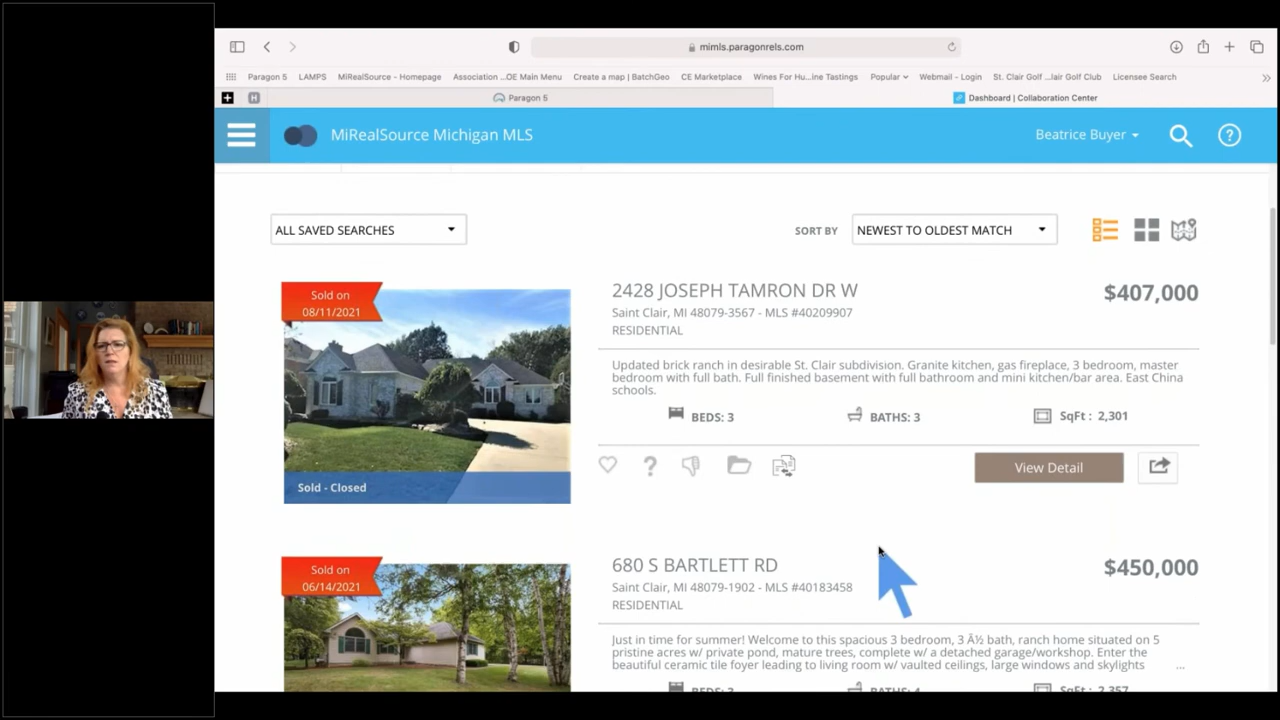 mimls.paragonrels.com
Paragon 5 LAMPS MiRealSource - Homepage Association ...OE Main Menu Create a map | BatchGeo CE Marketplace Wines For Hu...ine Tastings Popular Webmail - Login St. Clair Golf ...lair Golf Club Licensee Search
H Paragon 5 Dashboard | Collaboration Center
MiRealSource Michigan MLS Beatrice Buyer ?
ALL SAVED SEARCHES SORT BY NEWEST TO OLDEST MATCH
Sold on
08/11/2021
2428 JOSEPH TAMRON DR W $407,000
Saint Clair, MI 48079-3567 - MLS #40209907
RESIDENTIAL
Updated brick ranch in desirable St. Clair subdivision. Granite kitchen, gas fireplace, 3 bedroom, master
bedroom with full bath. Full finished basement with full bathroom and mini kitchen/bar area. East China
schools.
BEDS: 3 BATHS: 3 SqFt : 2,301
Sold - Closed
? View Detail
Sold on
06/14/2021
680 S BARTLETT RD $450,000
Saint Clair, MI 48079-1902 - MLS #40183458
RESIDENTIAL
Just in time for summer! Welcome to this spacious 3 bedroom, 3 Â½ bath, ranch home situated on 5
pristine acres w/ private pond, mature trees, complete w/ a detached garage/workshop. Enter the
beautiful ceramic tile foyer leading to living room w/ vaulted ceilings, large windows and skylights ...
BEDS: 3 BATHS: 4 SqFt : 2,357